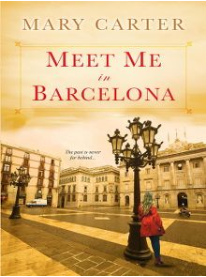 MARY CARTER
MEET ME
in
BARCELONA
The past is never
far behind...